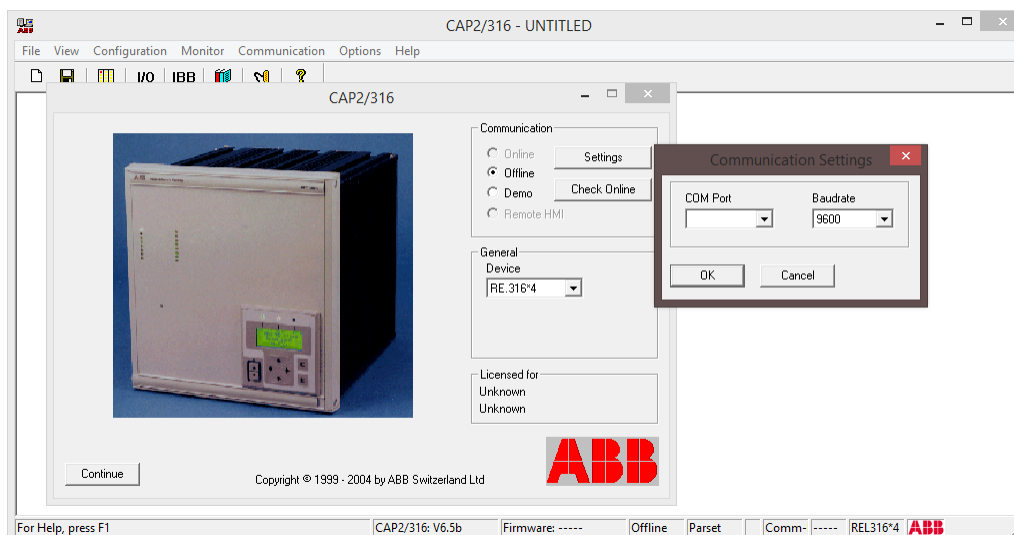 CAP2/316 - UNTITLED
File View Configuration Monitor Communication Options Help
I/O IBB
CAP2/316
Communication
Online Settings
Offline
Demo Check Online
Remote HMI
General
Device
RE.316*4
Licensed for
Unknown
Unknown
Continue
Copyright © 1999 - 2004 by ABB Switzerland Ltd
ABB
Communication Settings
COM Port Baudrate
9600
OK Cancel
For Help, press F1 CAP2/316: V6.5b Firmware: ----- Offline Parset Comm- ----- REL316*4 ABB